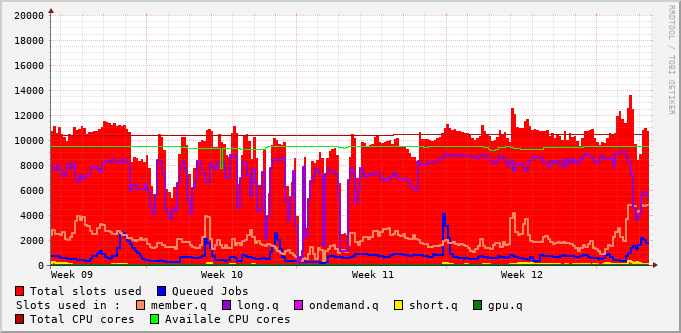 20000
18000
16000
14000
12000
10000
8000
6000
4000
2000
0
Week 09 Week 10 Week 11 Week 12
RRDTOOL / TOBI OETIKER
Total slots used Queued Jobs
Slots used in : member.q long.q ondemand.q short.q gpu.q
Total CPU cores Availale CPU cores